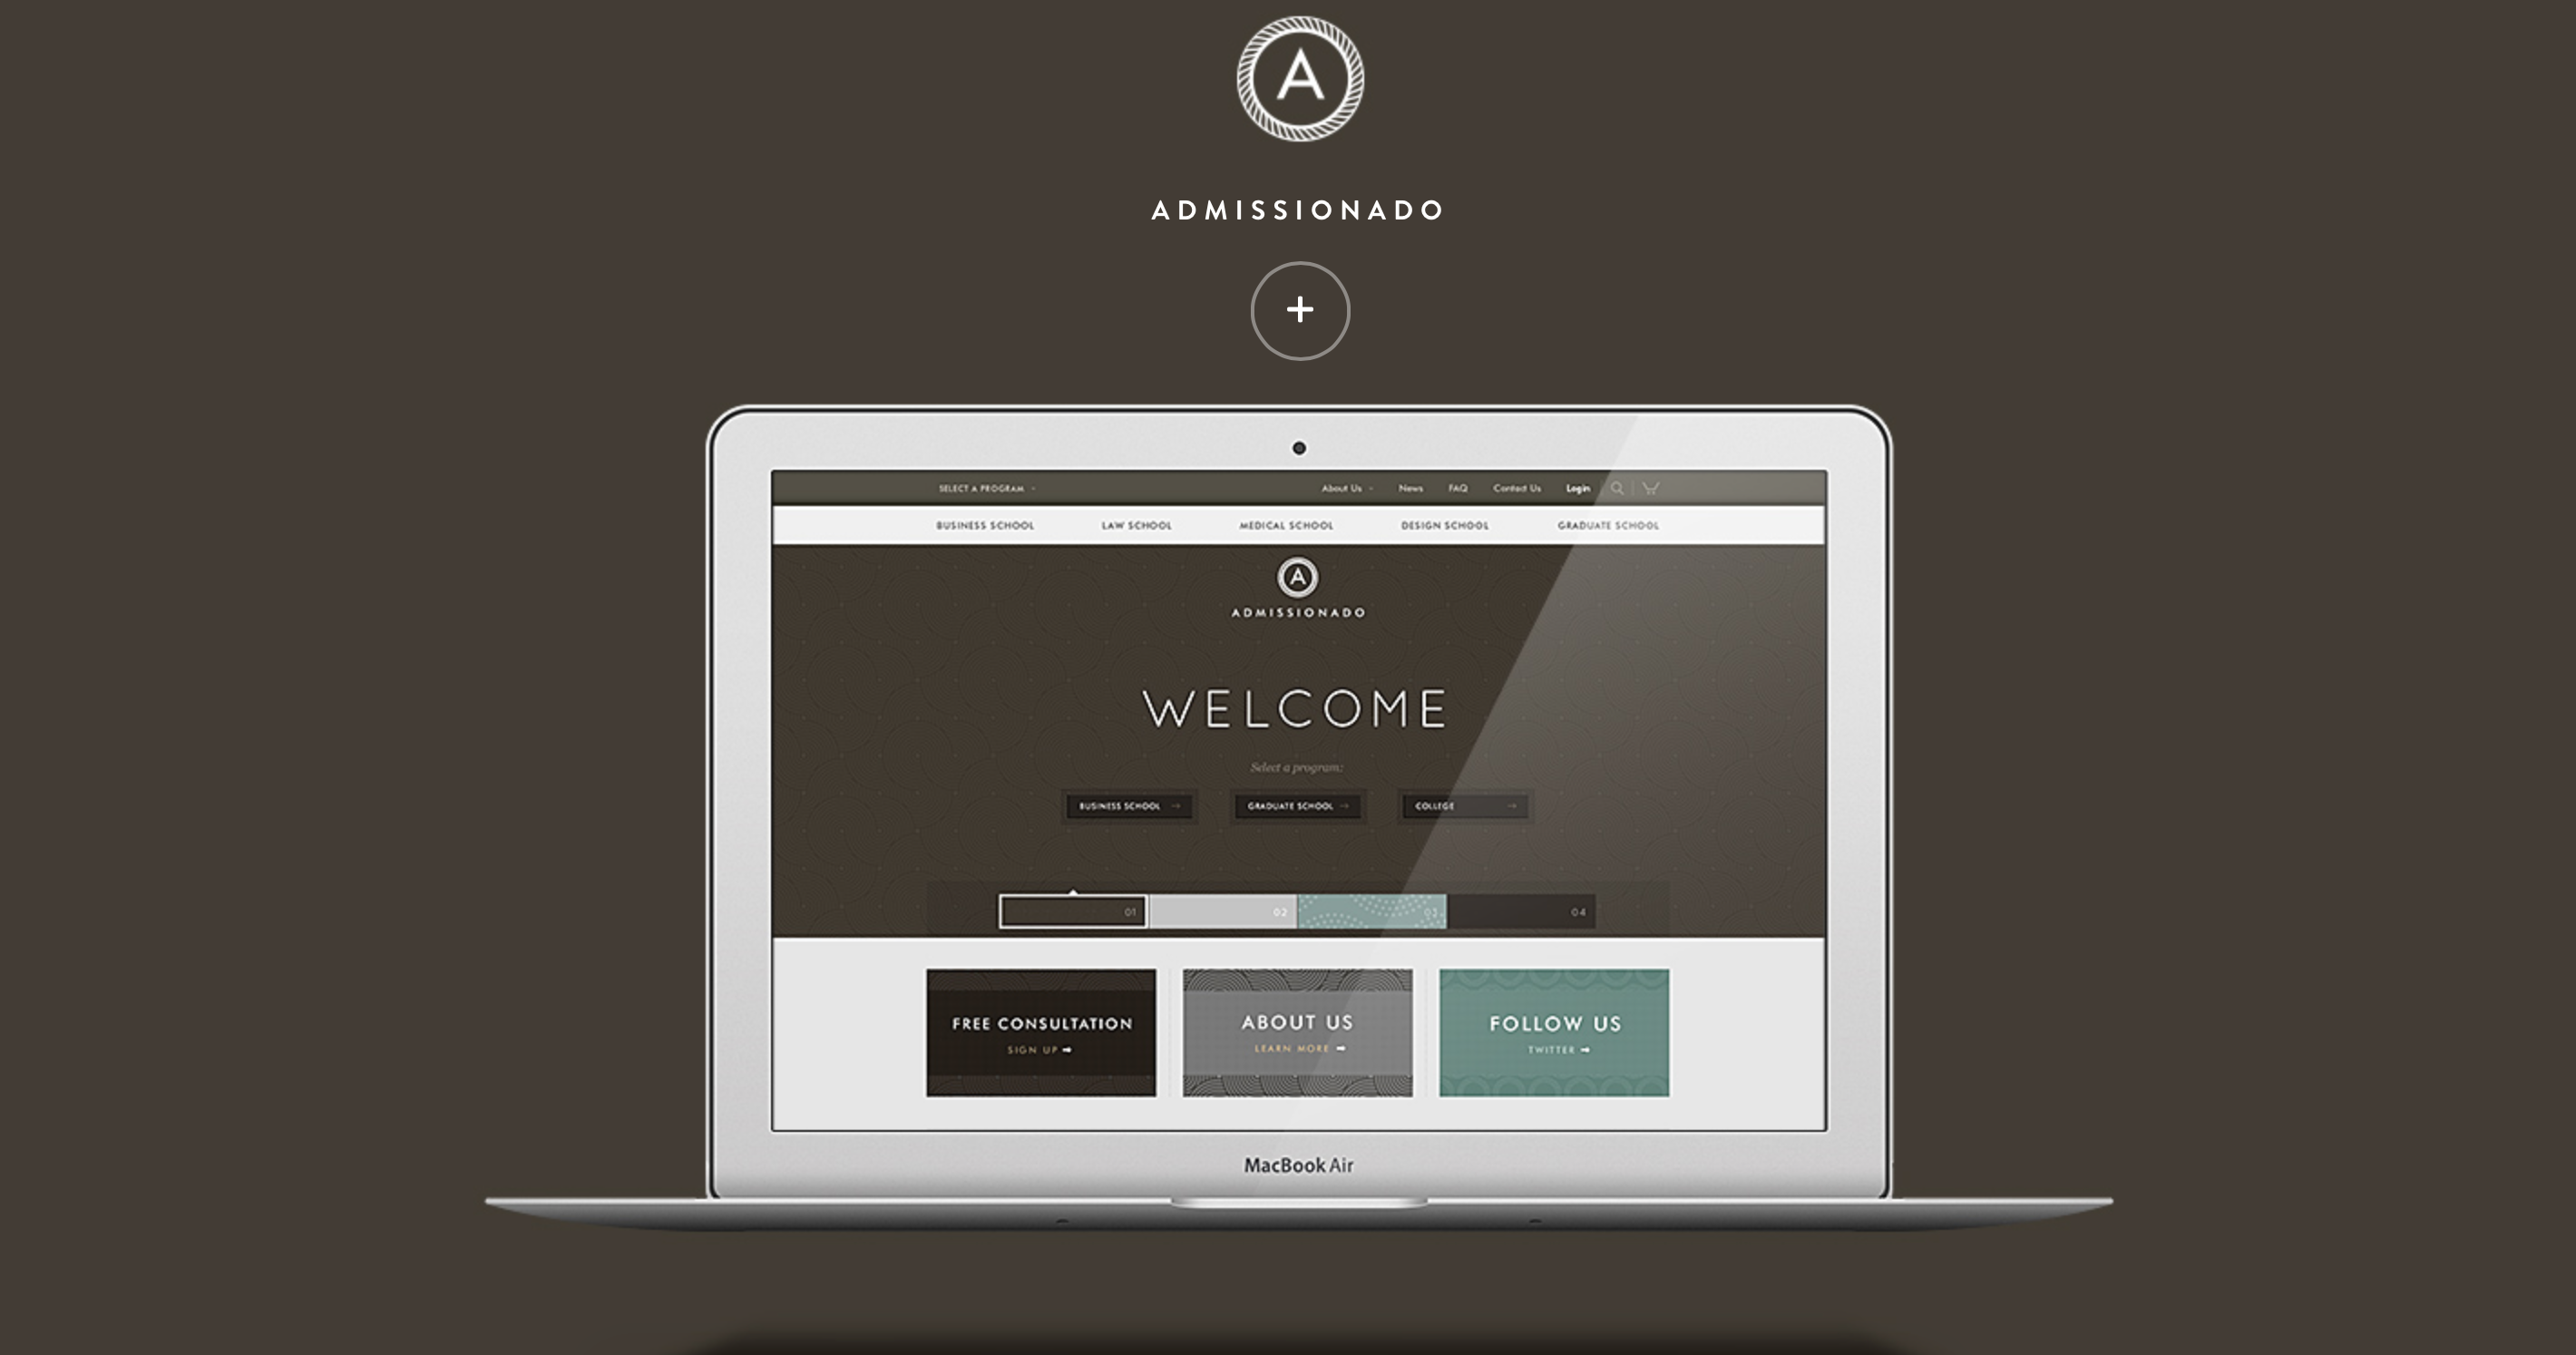 A
ADMISSIONADO
+
SELECT A PROGRAM
About Us News FAQ Contact Us Login
BUSINESS SCHOOL LAW SCHOOL MEDICAL SCHOOL DESIGN SCHOOL GRADUATE SCHOOL
A
ADMISSIONADO
WELCOME
Select a program:
BUSINESS SCHOOL → GRADUATE SCHOOL → COLLEGE →
01 02 03 04
FREE CONSULTATION
SIGN UP ➡
ABOUT US
LEARN MORE ➡
FOLLOW US
TWITTER ➡
MacBook Air